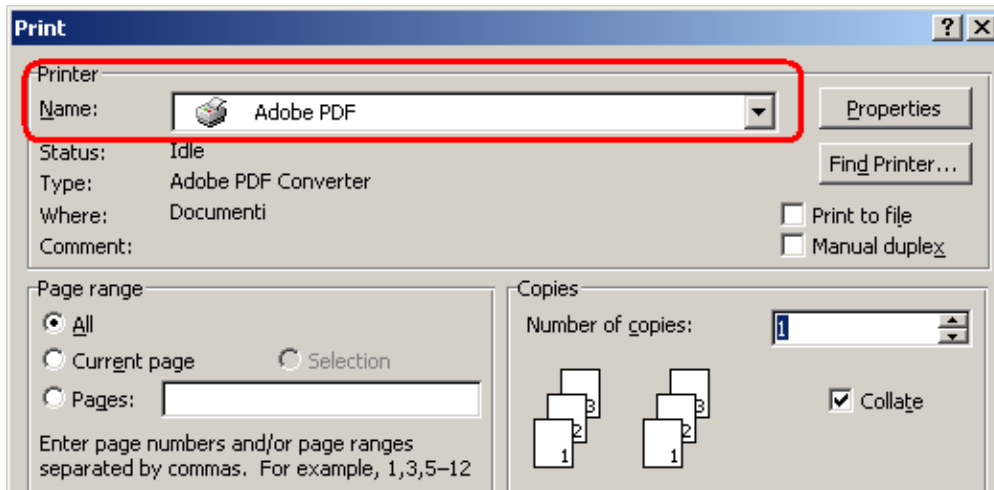 Print
Printer
Name: Adobe PDF
Properties
Status: Idle
Find Printer...
Type: Adobe PDF Converter
Where: Documenti
Print to file
Comment:
Manual duplex
Page range
All
Current page Selection
Pages:
Enter page numbers and/or page ranges
separated by commas. For example, 1,3,5–12
Copies
Number of copies: 1
3 3
2 2
1 1
Collate